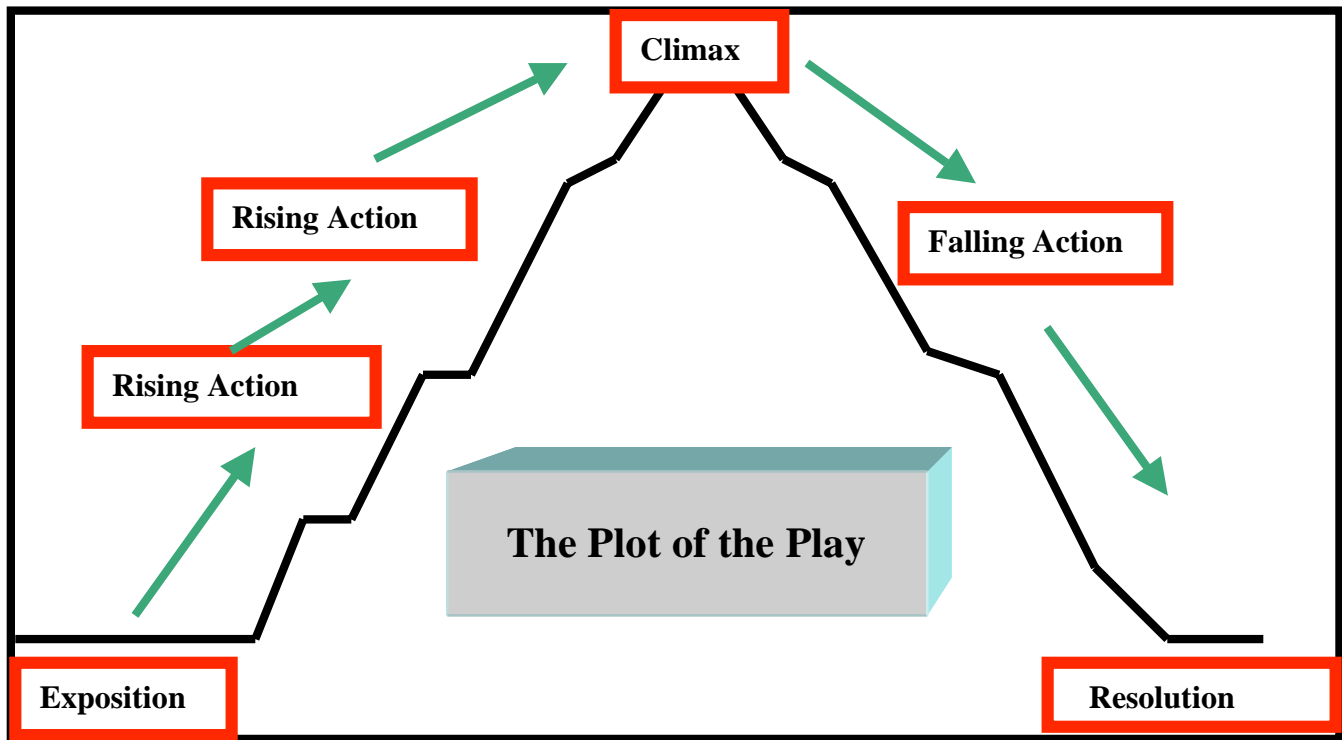 Climax
Rising Action
Falling Action
Rising Action
The Plot of the Play
Exposition
Resolution